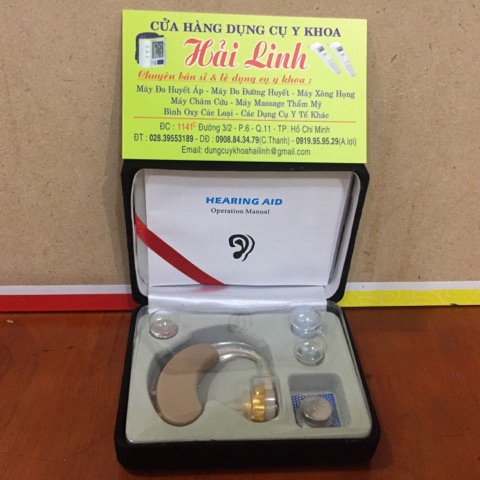 CỬA HÀNG DỤNG CỤ Y KHOA
Hải Linh
Chuyên bán sỉ & lẻ dụng cụ y khoa :
Máy Đo Huyết Áp - Máy Đo Đường Huyết - Máy Xông Họng
Máy Châm Cứu - Máy Massage Thẩm Mỹ
Bình Oxy Các Loại - Các Dụng Cụ Y Tế Khác
ĐC : 1141C Đường 3/2 - P.6 - Q.11 - TP. Hồ Chí Minh
ĐT : 028.39553189 - DĐ : 0908.84.34.79(C.Thanh) - 0919.95.95.29(A.lợi)
Email: dungcuykhoahailinh@gmail.com
HEARING AID
Operation Manual